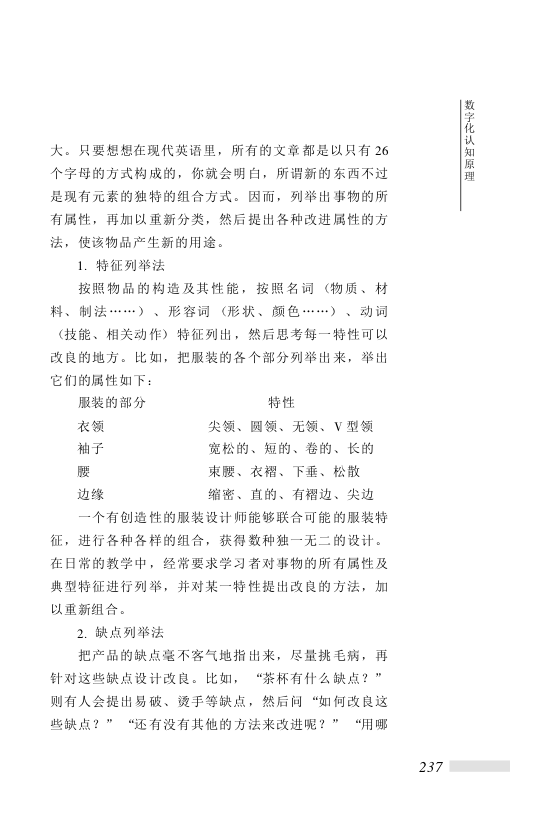 数字化认知原理
大。只要想想在现代英语里，所有的文章都是以只有 26
个字母的方式构成的，你就会明白，所谓新的东西不过
是现有元素的独特的组合方式。因而，列举出事物的所
有属性，再加以重新分类，然后提出各种改进属性的方
法，使该物品产生新的用途。
1. 特征列举法
按照物品的构造及其性能，按照名词（物质、材
料、制法……）、形容词（形状、颜色……）、动词
（技能、相关动作）特征列出，然后思考每一特性可以
改良的地方。比如，把服装的各个部分列举出来，举出
它们的属性如下：
服装的部分 特性
衣领 尖领、圆领、无领、V 型领
袖子 宽松的、短的、卷的、长的
腰 束腰、衣褶、下垂、松散
边缘 缩密、直的、有褶边、尖边
一个有创造性的服装设计师能够联合可能的服装特
征，进行各种各样的组合，获得数种独一无二的设计。
在日常的教学中，经常要求学习者对事物的所有属性及
典型特征进行列举，并对某一特性提出改良的方法，加
以重新组合。
2. 缺点列举法
把产品的缺点毫不客气地指出来，尽量挑毛病，再
针对这些缺点设计改良。比如，“茶杯有什么缺点？”
则有人会提出易破、烫手等缺点，然后问“如何改良这
些缺点？”“还有没有其他的方法来改进呢？”“用哪
237